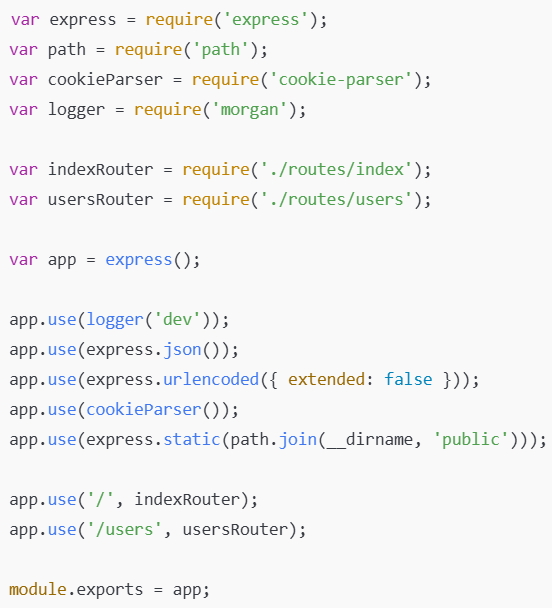 var express = require('express');
var path = require('path');
var cookieParser = require('cookie-parser');
var logger = require('morgan');

var indexRouter = require('./routes/index');
var usersRouter = require('./routes/users');

var app = express();

app.use(logger('dev'));
app.use(express.json());
app.use(express.urlencoded({ extended: false }));
app.use(cookieParser());
app.use(express.static(path.join(__dirname, 'public')));

app.use('/', indexRouter);
app.use('/users', usersRouter);

module.exports = app;